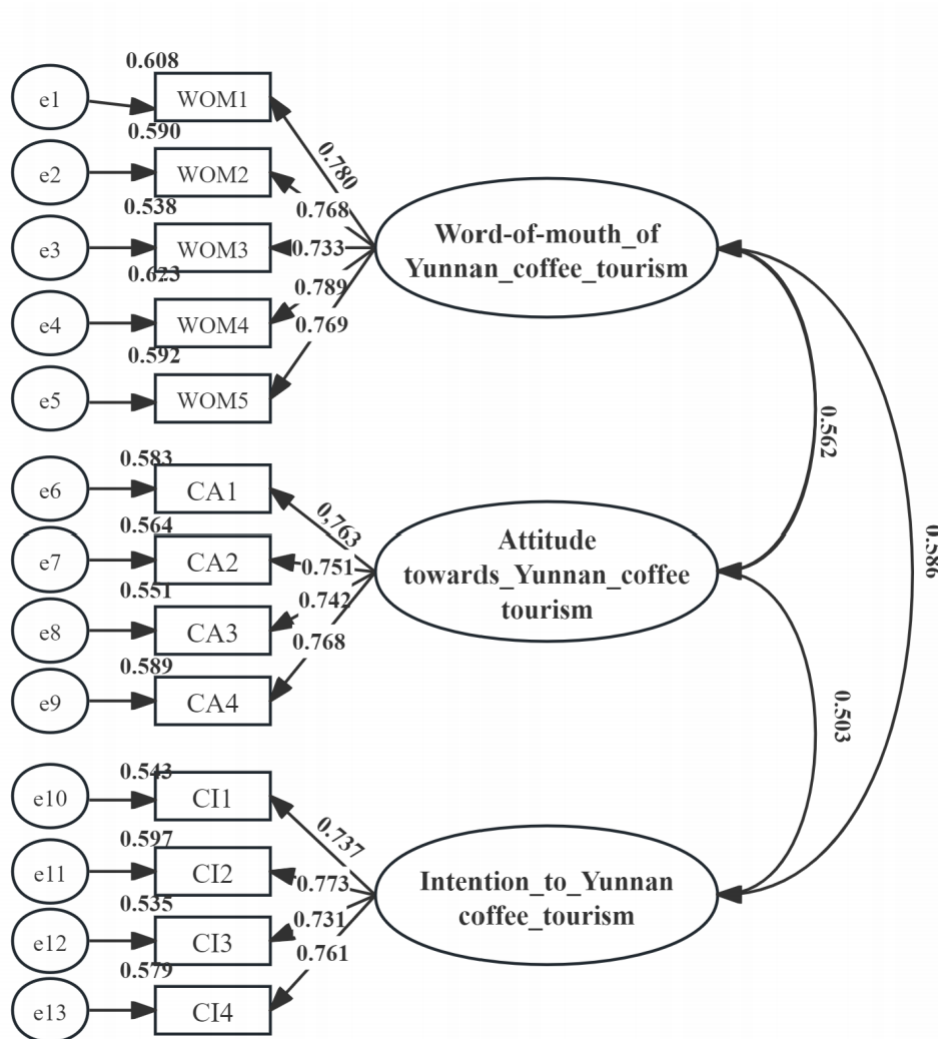 0.608
e1
WOM1
0.780
0.590
e2
WOM2
0.768
0.538
e3
WOM3
0.733
0.623
e4
WOM4
0.789
0.592
e5
WOM5
0.769
Word-of-mouth_of
Yunnan_coffee_tourism
0.562
0.586
0.583
e6
CA1
0,763
0.564
e7
CA2
0.751
0.551
e8
CA3
0.742
0.589
e9
CA4
0.768
Attitude
towards_Yunnan_coffee
tourism
0.503
0.543
e10
CI1
0.737
0.597
e11
CI2
0.773
0.535
e12
CI3
0.731
0.579
e13
CI4
0.761
Intention_to_Yunnan
coffee_tourism